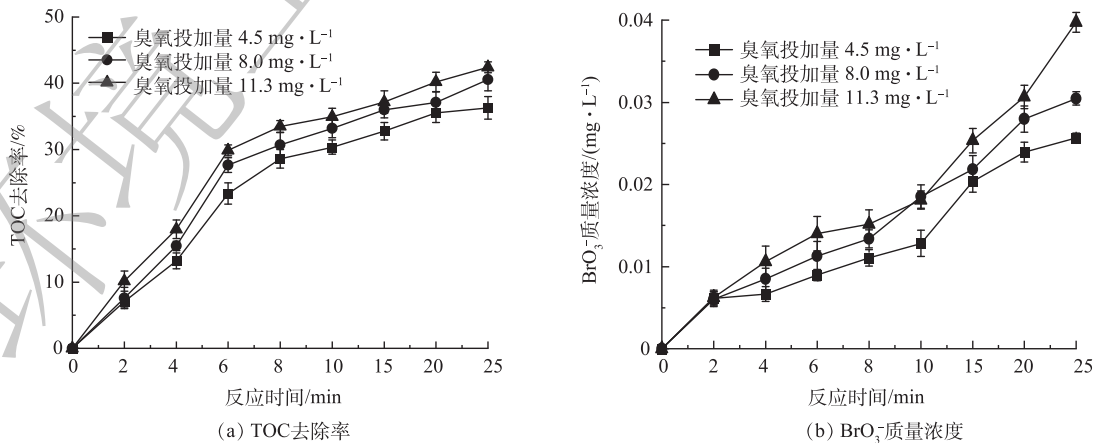 50
40
30
20
10
0
TOC去除率/%
臭氧投加量 4.5 mg·L⁻¹
臭氧投加量 8.0 mg·L⁻¹
臭氧投加量 11.3 mg·L⁻¹
0 2 4 6 8 10 15 20 25
反应时间/min
(a) TOC去除率
0.04
0.03
0.02
0.01
0
BrO₃⁻质量浓度/(mg·L⁻¹)
臭氧投加量 4.5 mg·L⁻¹
臭氧投加量 8.0 mg·L⁻¹
臭氧投加量 11.3 mg·L⁻¹
0 2 4 6 8 10 15 20 25
反应时间/min
(b) BrO₃⁻质量浓度
环境